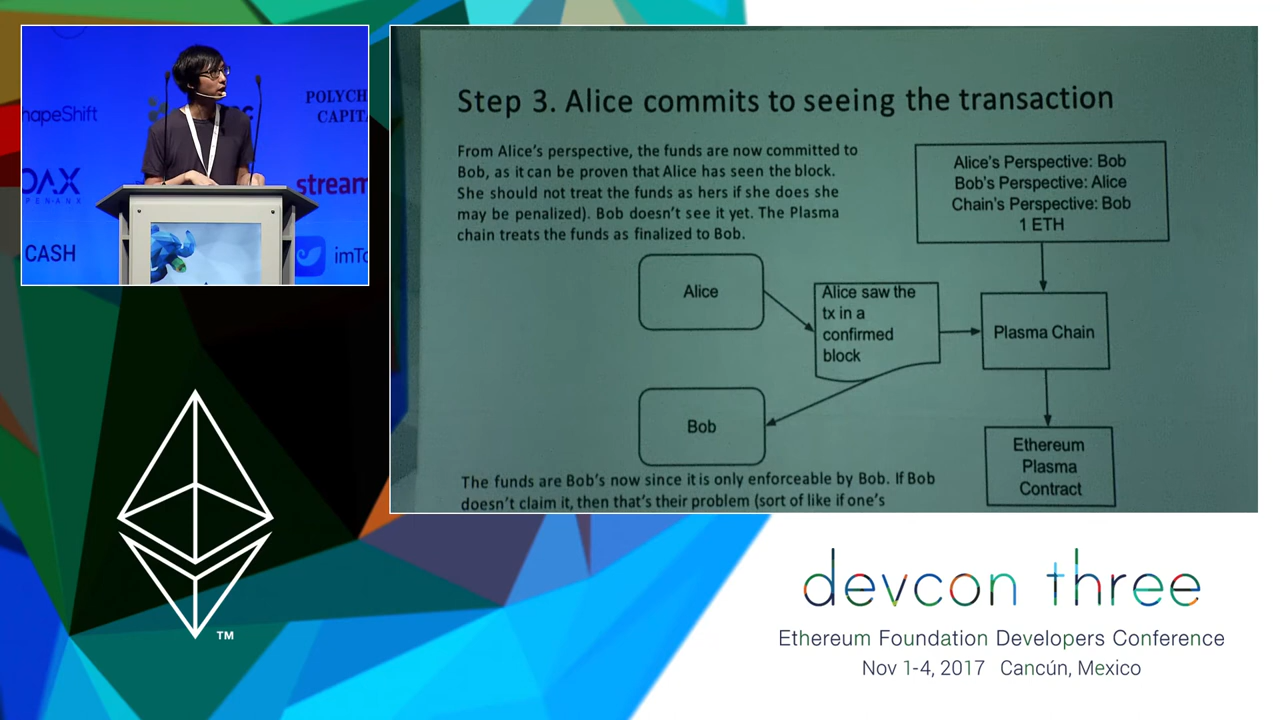 hapeShift
POLYCH
CAPITA
OAX
OPEN-ANX
stream
CASH
imTo
Step 3. Alice commits to seeing the transaction
From Alice's perspective, the funds are now committed to
Bob, as it can be proven that Alice has seen the block.
She should not treat the funds as hers if she does she
may be penalized). Bob doesn't see it yet. The Plasma
chain treats the funds as finalized to Bob.
Alice's Perspective: Bob
Bob's Perspective: Alice
Chain's Perspective: Bob
1 ETH
Alice
Alice saw the
tx in a
confirmed
block
Plasma Chain
Bob
Ethereum
Plasma
Contract
The funds are Bob's now since it is only enforceable by Bob. If Bob
doesn't claim it, then that's their problem (sort of like if one's
TM
devcon three
Ethereum Foundation Developers Conference
Nov 1-4, 2017 Cancún, Mexico